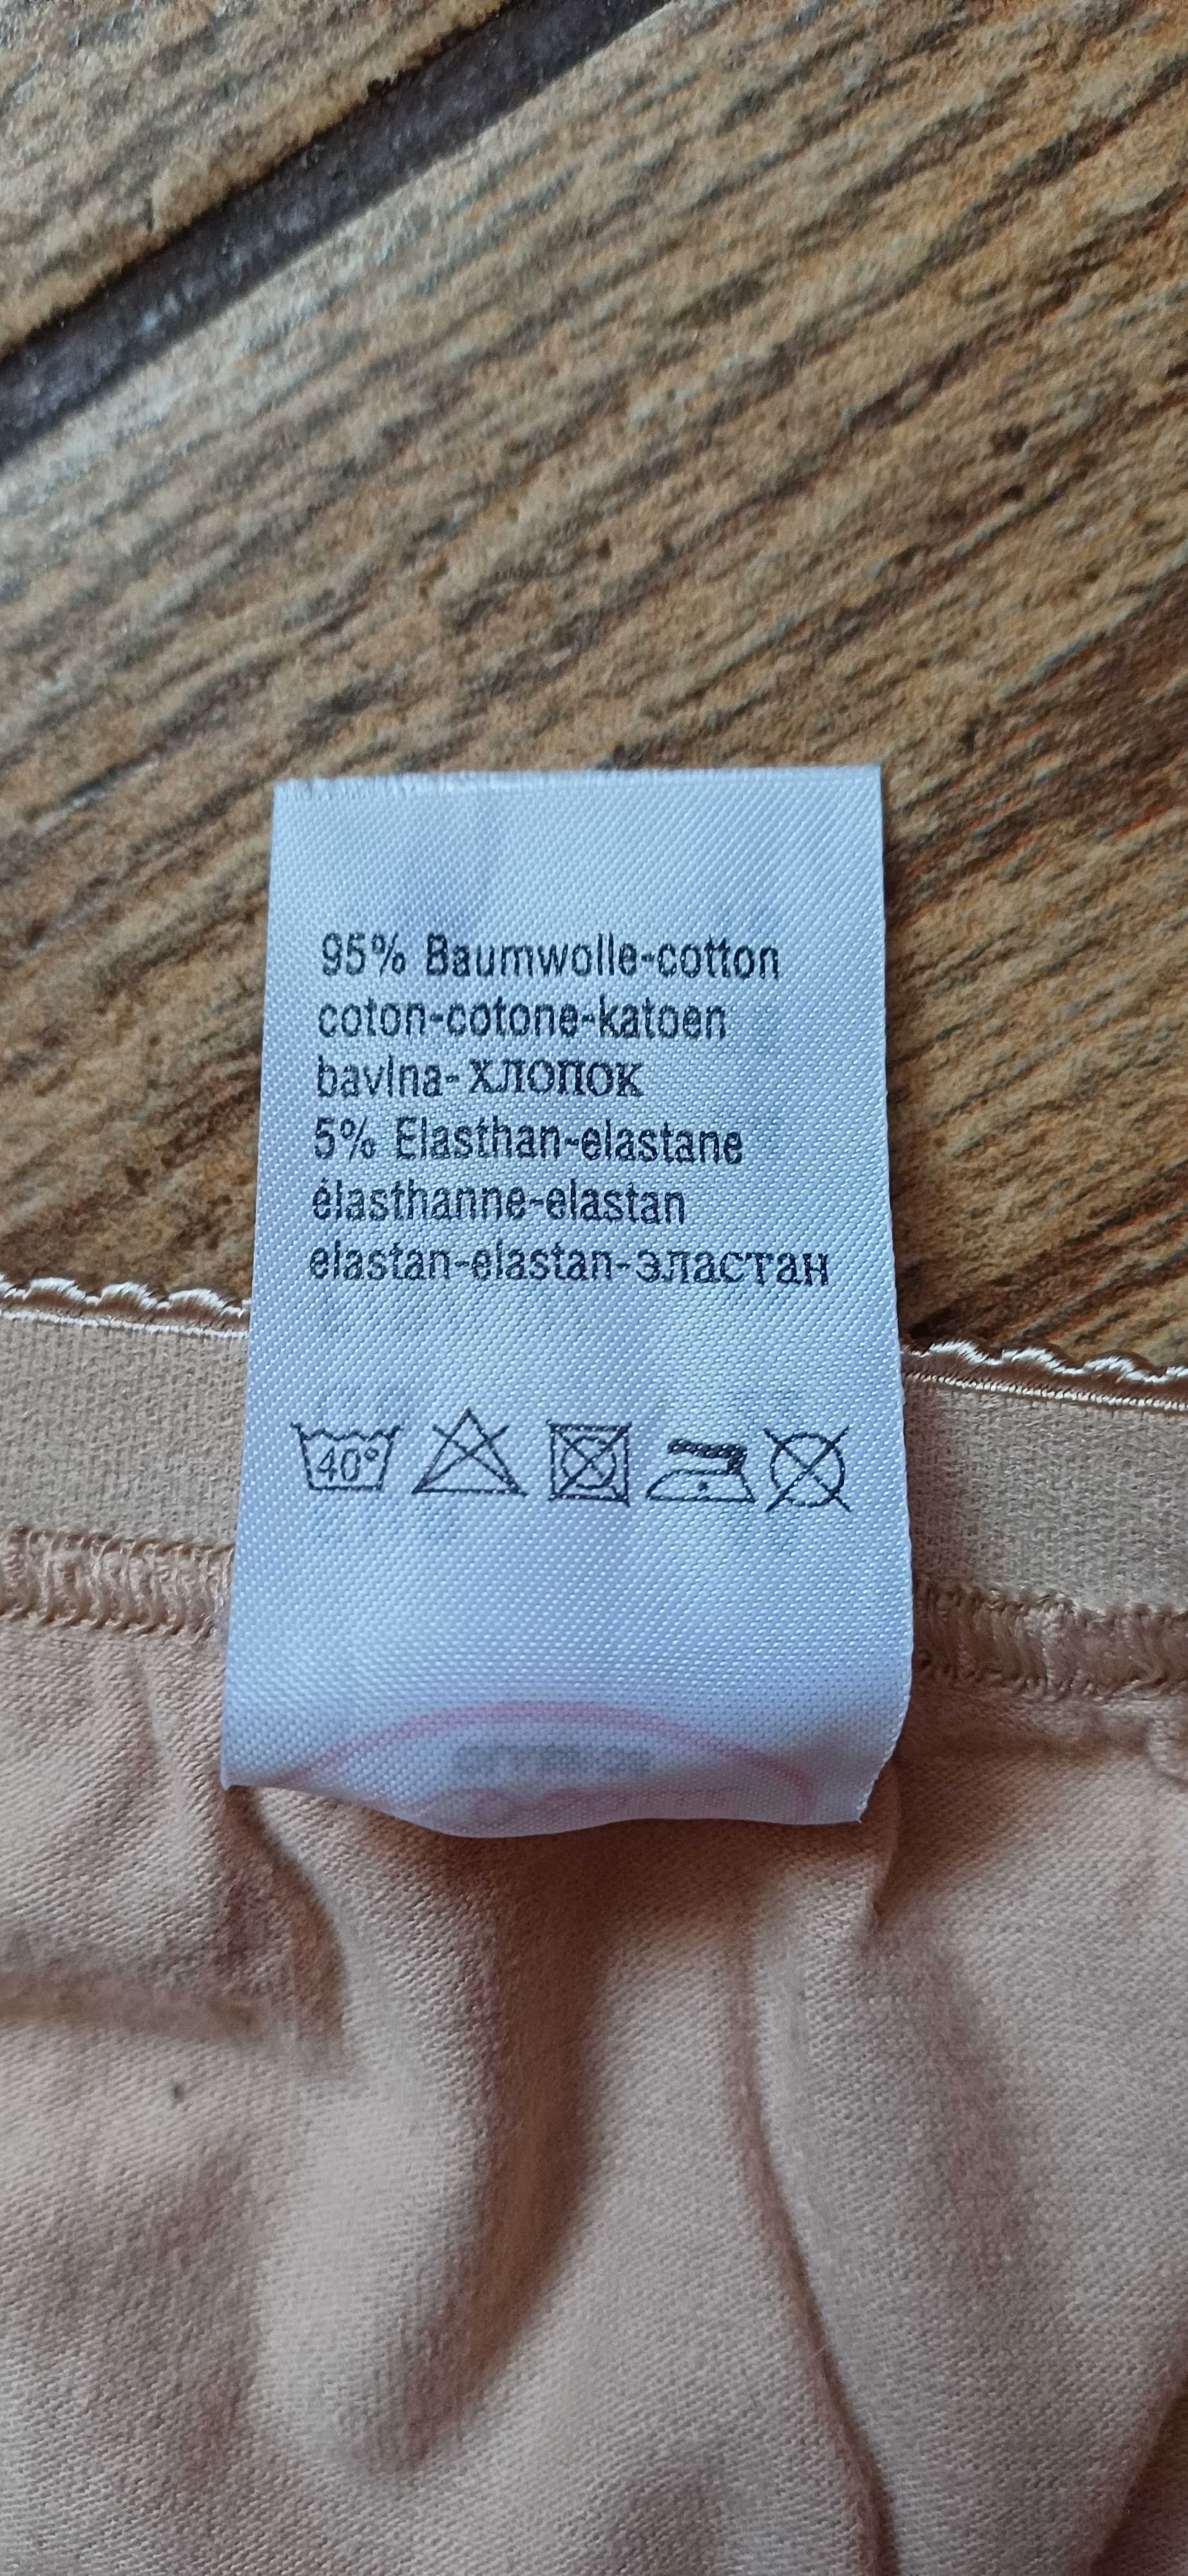 95% Baumwolle-cotton
coton-cotone-katoen
bavlna-хлопок
5% Elasthan-elastane
élasthanne-elastan
elastan-elastan-эластан
40°